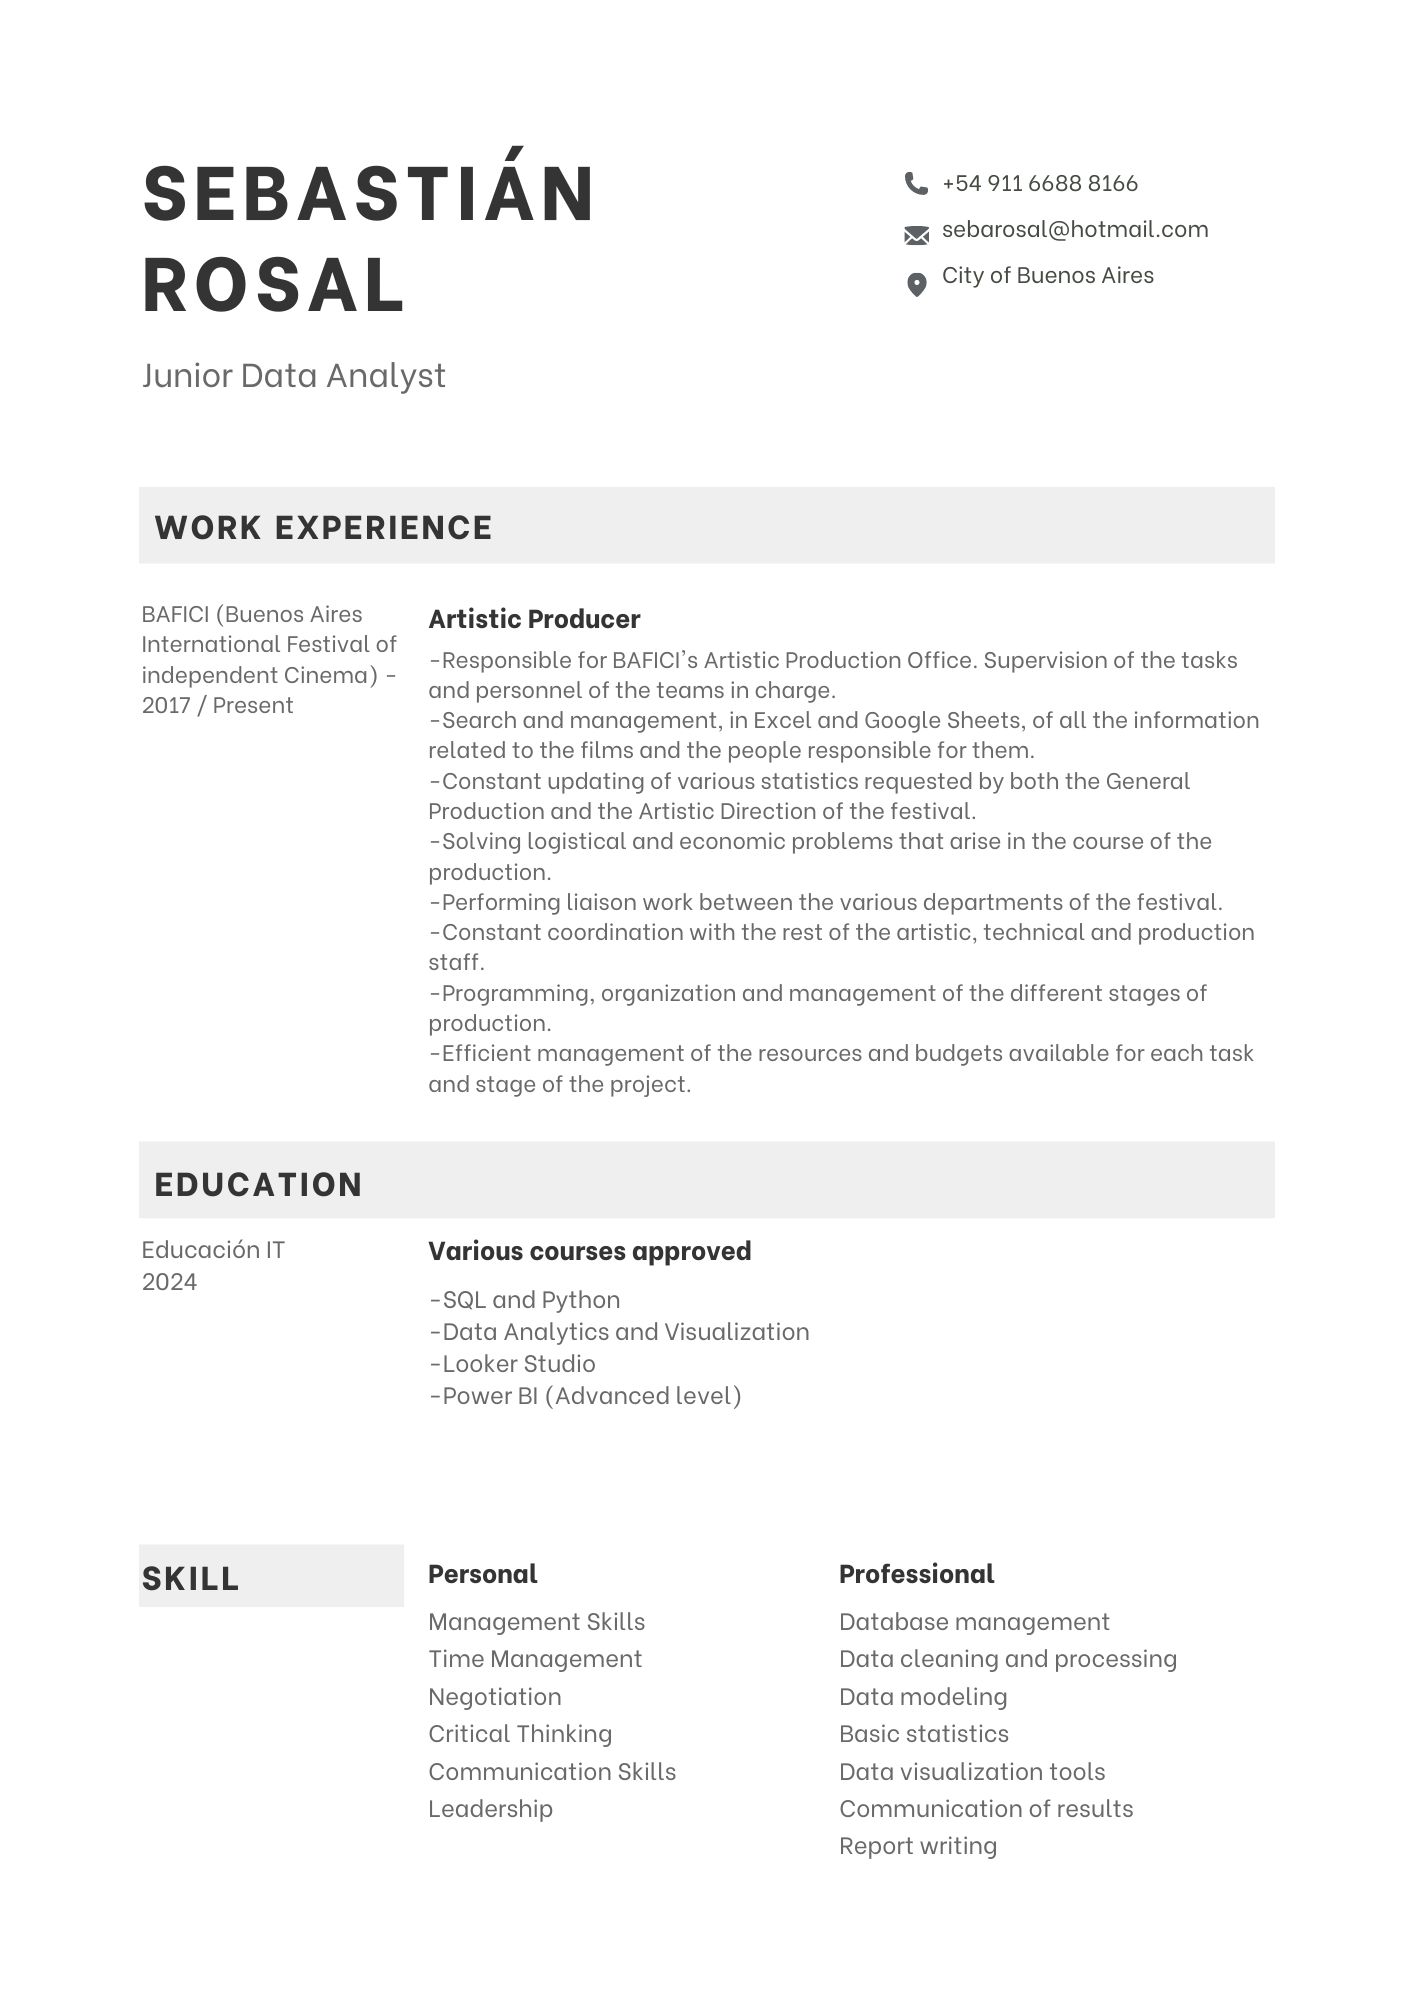 SEBASTIÁN
ROSAL
Junior Data Analyst
+54 911 6688 8166
sebarosal@hotmail.com
City of Buenos Aires
WORK EXPERIENCE
BAFICI (Buenos Aires
International Festival of
independent Cinema) -
2017 / Present
Artistic Producer
-Responsible for BAFICI's Artistic Production Office. Supervision of the tasks
and personnel of the teams in charge.
-Search and management, in Excel and Google Sheets, of all the information
related to the films and the people responsible for them.
-Constant updating of various statistics requested by both the General
Production and the Artistic Direction of the festival.
-Solving logistical and economic problems that arise in the course of the
production.
-Performing liaison work between the various departments of the festival.
-Constant coordination with the rest of the artistic, technical and production
staff.
-Programming, organization and management of the different stages of
production.
-Efficient management of the resources and budgets available for each task
and stage of the project.
EDUCATION
Educación IT
2024
Various courses approved
-SQL and Python
-Data Analytics and Visualization
-Looker Studio
-Power BI (Advanced level)
SKILL
Personal
Management Skills
Time Management
Negotiation
Critical Thinking
Communication Skills
Leadership
Professional
Database management
Data cleaning and processing
Data modeling
Basic statistics
Data visualization tools
Communication of results
Report writing